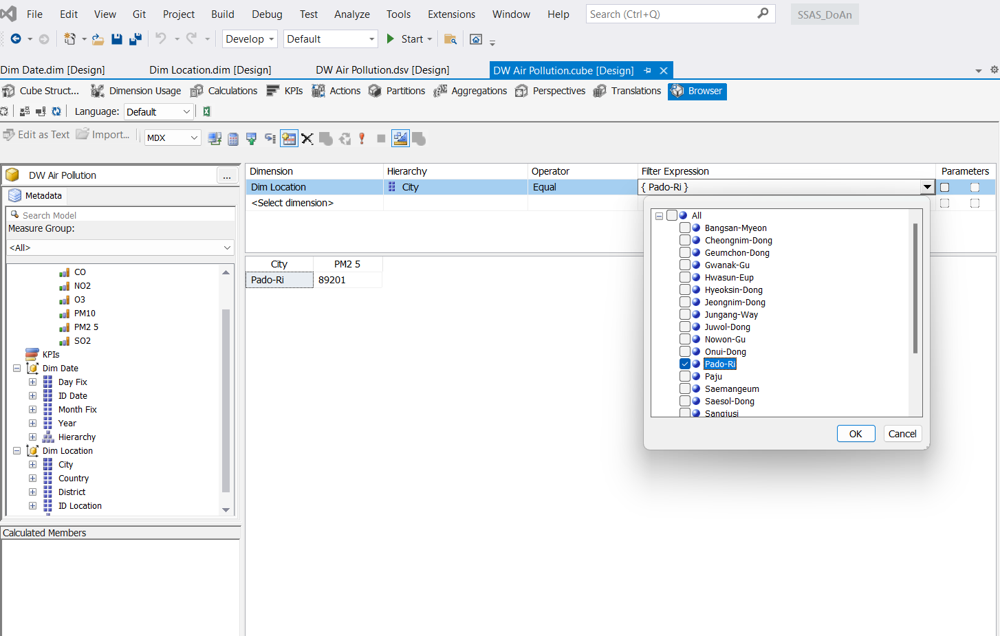 File Edit View Git Project Build Debug Test Analyze Tools Extensions Window Help Search (Ctrl+Q) SSAS_DoAn
Develop Default Start
Dim Date.dim [Design] Dim Location.dim [Design] DW Air Pollution.dsv [Design] DW Air Pollution.cube [Design]
Cube Struct... Dimension Usage Calculations KPIs Actions Partitions Aggregations Perspectives Translations Browser
Language: Default
Edit as Text Import... MDX
DW Air Pollution ...
Metadata
Search Model
Measure Group:
<All>
CO
NO2
O3
PM10
PM2 5
SO2
KPIs
Dim Date
Day Fix
ID Date
Month Fix
Year
Hierarchy
Dim Location
City
Country
District
ID Location
Calculated Members
Dimension Hierarchy Operator Filter Expression Parameters
Dim Location City Equal { Pado-Ri }
<Select dimension>
City PM2 5
Pado-Ri 89201
All
Bangsan-Myeon
Cheongnim-Dong
Geumchon-Dong
Gwanak-Gu
Hwasun-Eup
Hyeoksin-Dong
Jeongnim-Dong
Jungang-Way
Juwol-Dong
Nowon-Gu
Onui-Dong
Pado-Ri
Paju
Saemangeum
Saesol-Dong
Sangjusi
OK Cancel